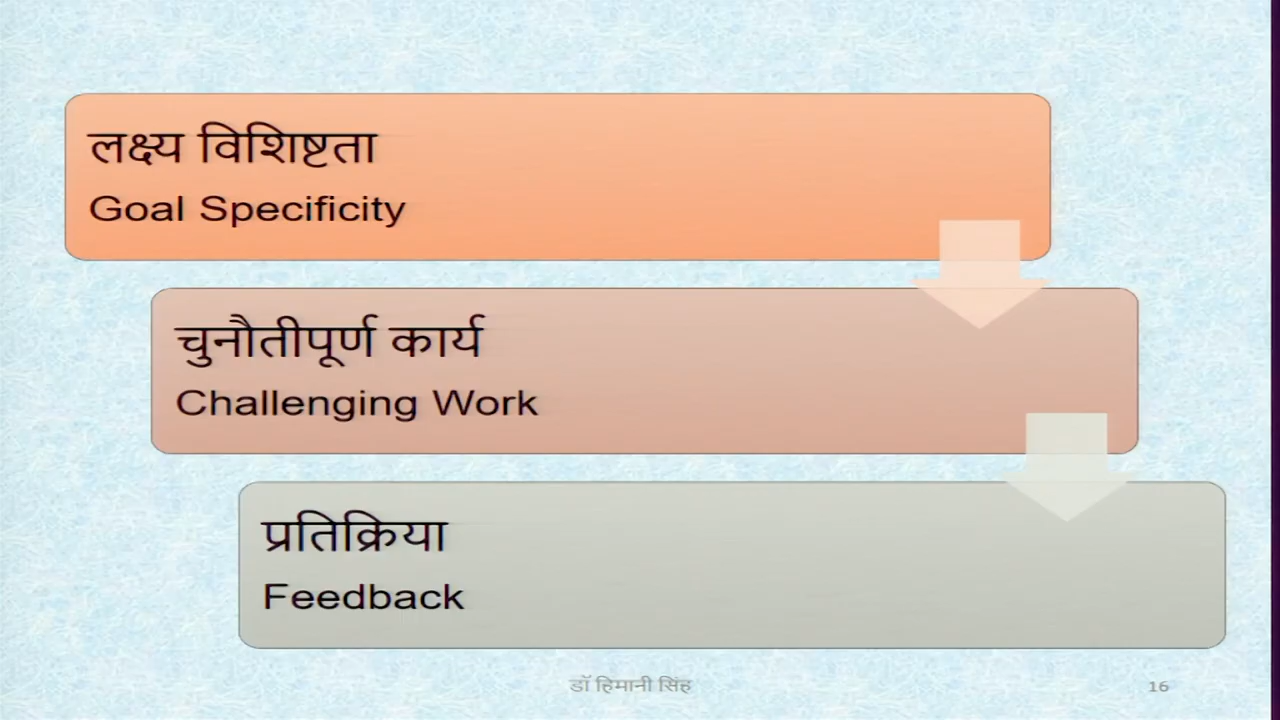 लक्ष्य विशिष्टता
Goal Specificity
चुनौतीपूर्ण कार्य
Challenging Work
प्रतिक्रिया
Feedback
डॉ हिमानी सिंह
16